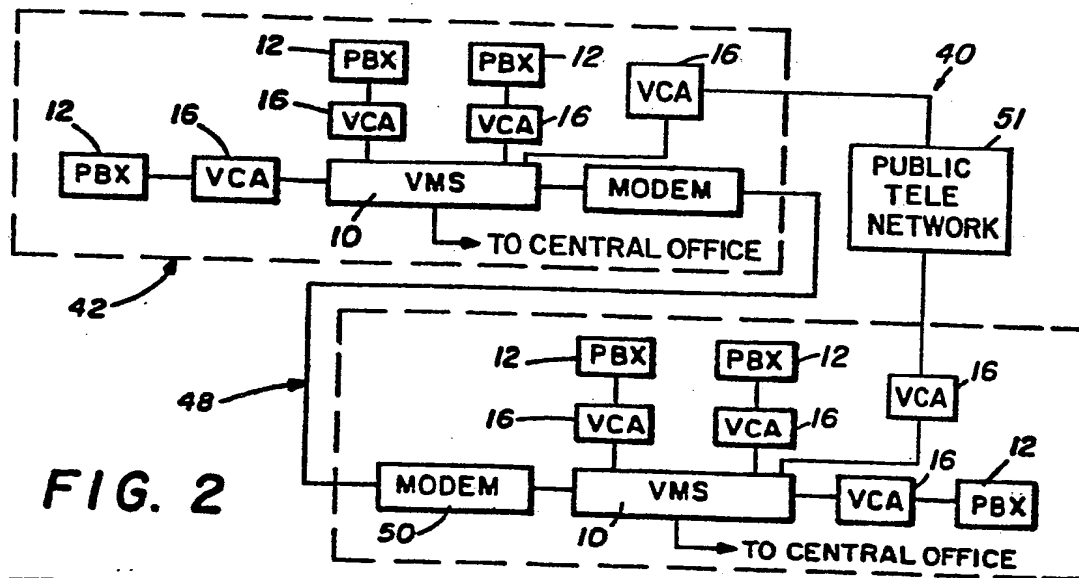 12 PBX PBX 12 16 40
16 VCA VCA 16 VCA 51
12 16
PBX VCA VMS MODEM PUBLIC
TELE
NETWORK
10 TO CENTRAL OFFICE
42
12 PBX PBX 12
48 16 VCA VCA 16 VCA 16
16 12
MODEM VMS VCA PBX
FIG. 2
50 10 TO CENTRAL OFFICE